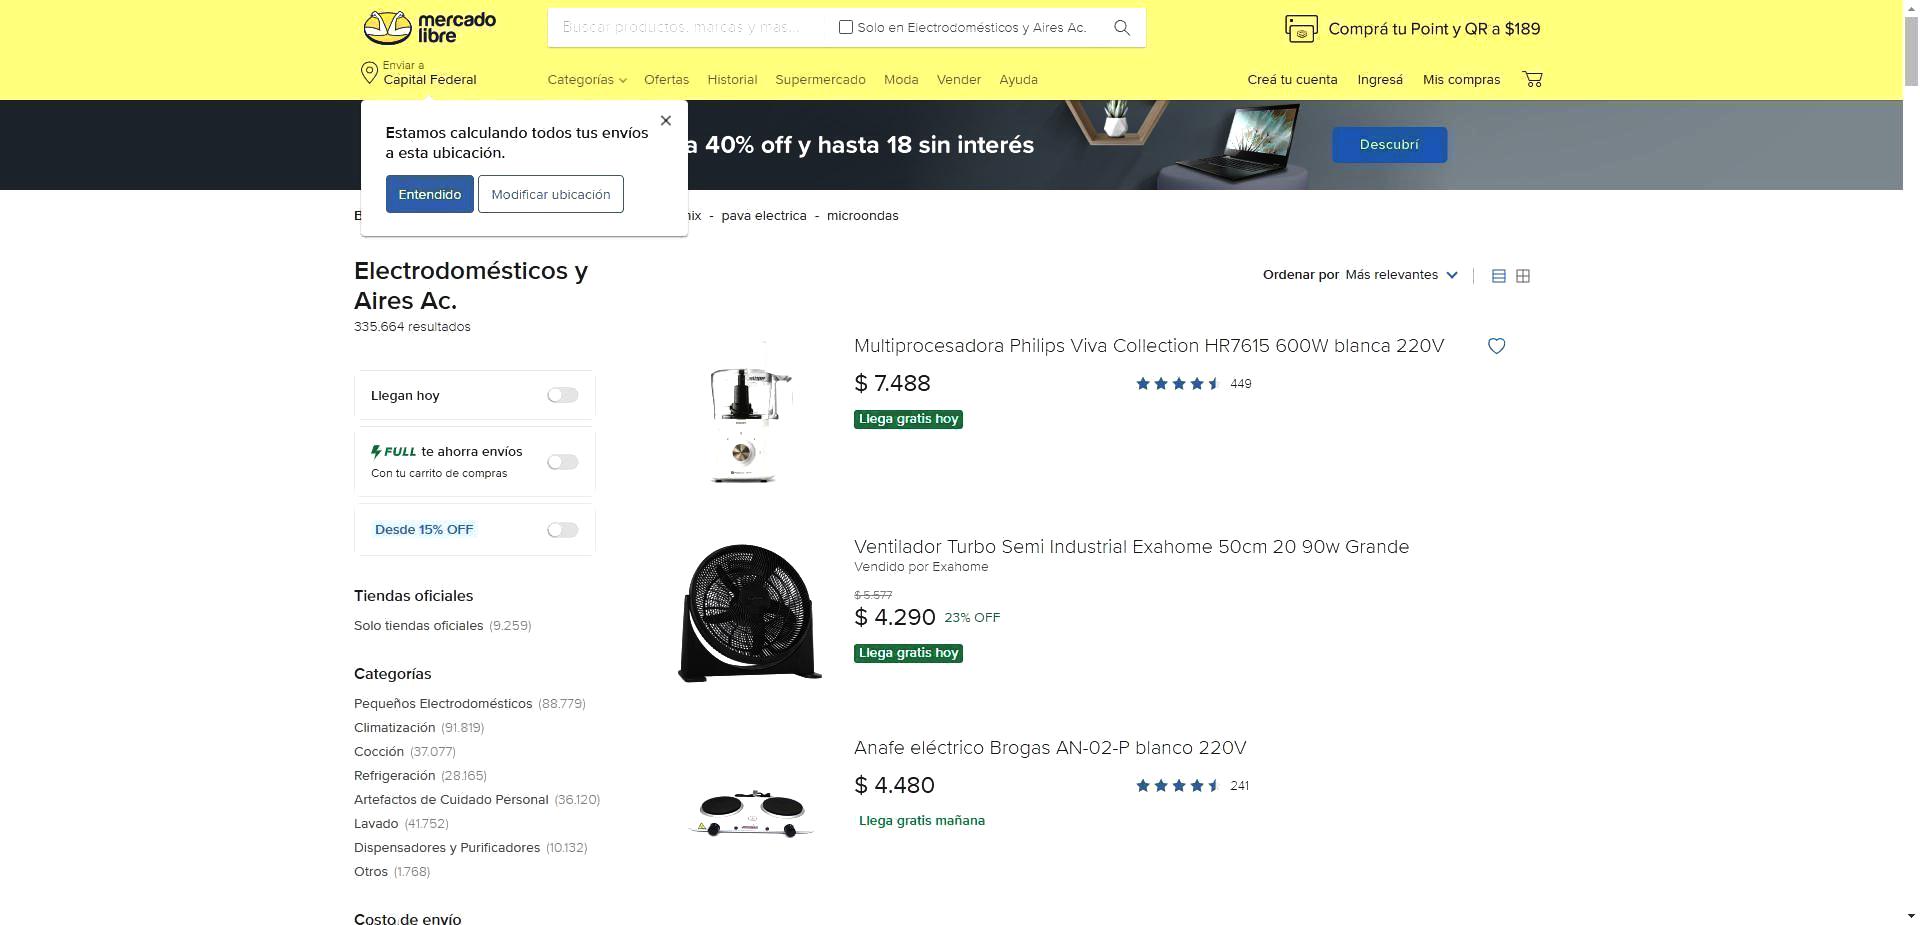 mercado
libre
Buscar productos, marcas y más...
Solo en Electrodomésticos y Aires Ac.
Comprá tu Point y QR a $189
Enviar a
Capital Federal
Categorías
Ofertas
Historial
Supermercado
Moda
Vender
Ayuda
Creá tu cuenta
Ingresá
Mis compras
Estamos calculando todos tus envíos
a esta ubicación.
Entendido
Modificar ubicación
a 40% off y hasta 18 sin interés
Descubrí
- pava electrica - microondas
Electrodomésticos y
Aires Ac.
335.664 resultados
Ordenar por Más relevantes
Llegan hoy
FULL te ahorra envíos
Con tu carrito de compras
Desde 15% OFF
Tiendas oficiales
Solo tiendas oficiales (9.259)
Categorías
Pequeños Electrodomésticos (88.779)
Climatización (91.819)
Cocción (37.077)
Refrigeración (28.165)
Artefactos de Cuidado Personal (36.120)
Lavado (41.752)
Dispensadores y Purificadores (10.132)
Otros (1.768)
Costo de envío
Multiprocesadora Philips Viva Collection HR7615 600W blanca 220V
$ 7.488
449
Llega gratis hoy
Ventilador Turbo Semi Industrial Exahome 50cm 20 90w Grande
Vendido por Exahome
$ 5.577
$ 4.290 23% OFF
Llega gratis hoy
Anafe eléctrico Brogas AN-02-P blanco 220V
$ 4.480
241
Llega gratis mañana